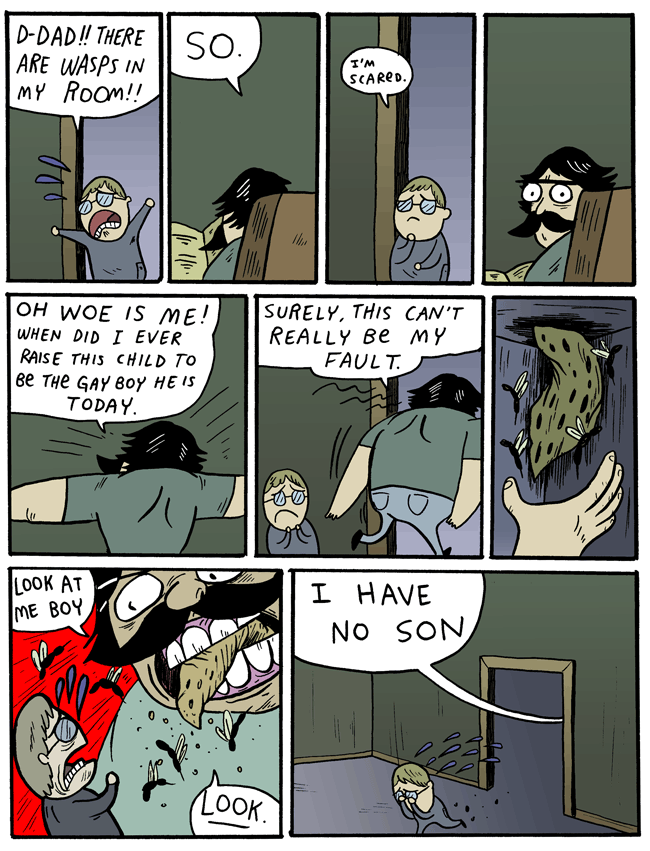 D-DAD!! THERE
ARE WASPS IN
MY ROOM!!
SO.
I'M
SCARED.
OH WOE IS ME!
WHEN DID I EVER
RAISE THIS CHILD TO
BE THE GAY BOY HE IS
TODAY.
SURELY, THIS CAN'T
REALLY BE MY
FAULT.
LOOK AT
ME BOY
LOOK.
I HAVE
NO SON